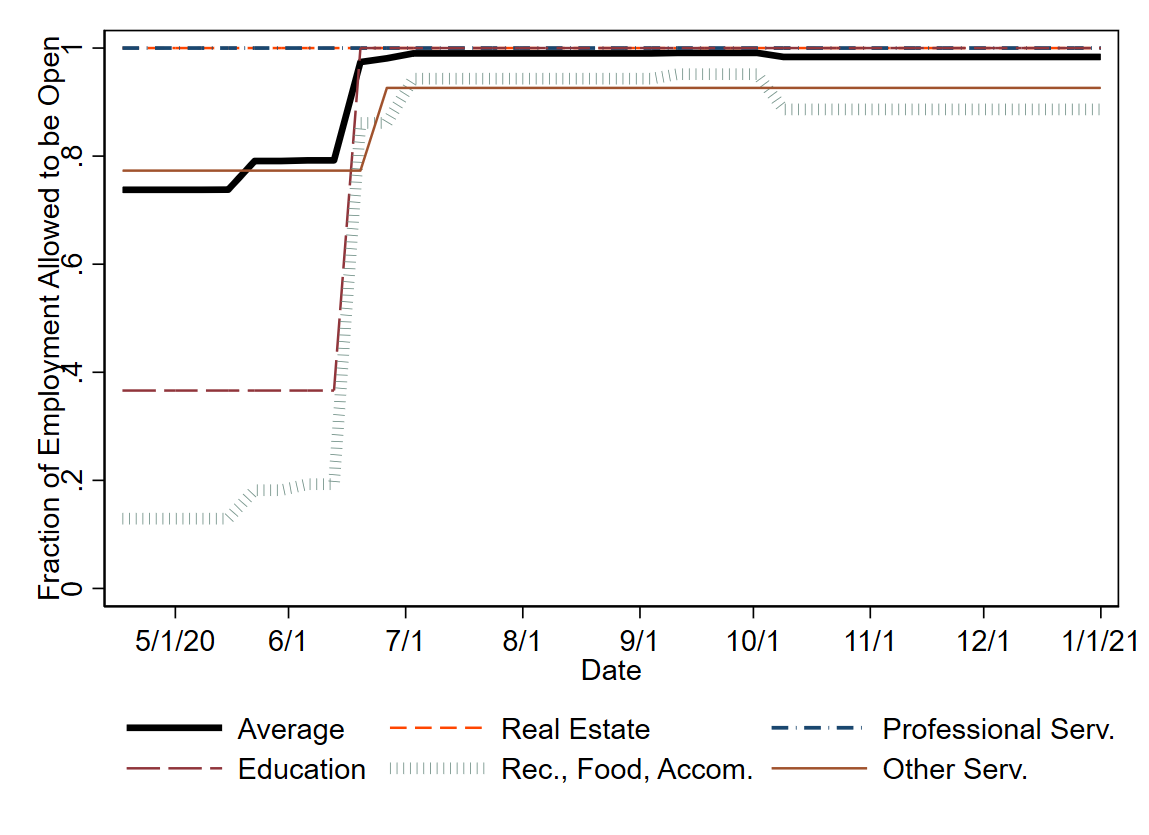 Fraction of Employment Allowed to be Open
1
.8
.6
.4
.2
0
5/1/20 6/1 7/1 8/1 9/1 10/1 11/1 12/1 1/1/21
Date
Average Real Estate Professional Serv.
Education Rec., Food, Accom. Other Serv.